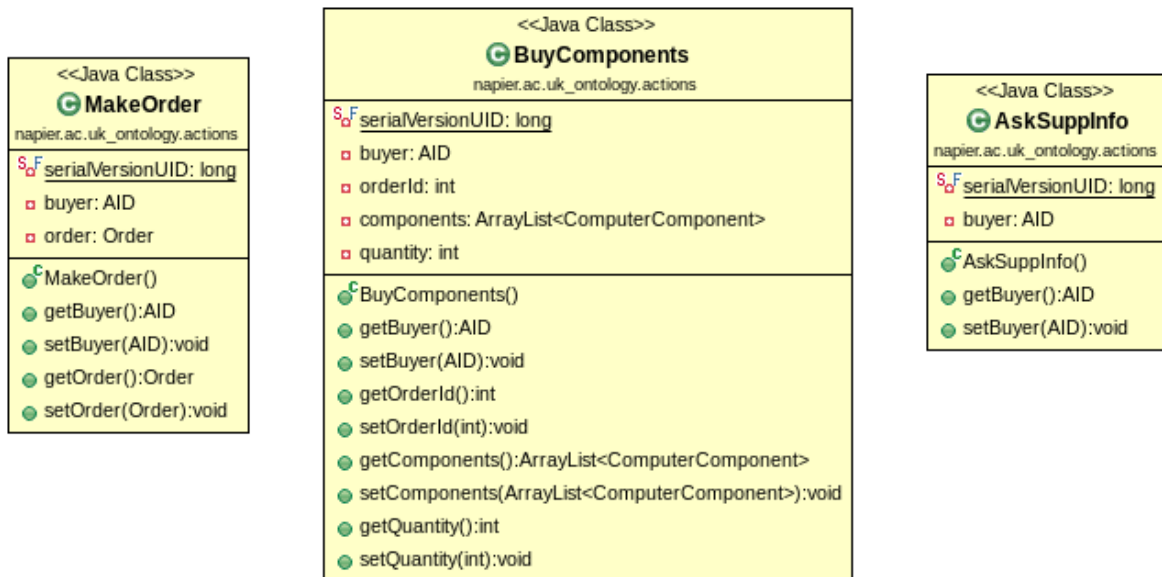 <<Java Class>>
MakeOrder
napier.ac.uk_ontology.actions
serialVersionUID: long
buyer: AID
order: Order
MakeOrder()
getBuyer():AID
setBuyer(AID):void
getOrder():Order
setOrder(Order):void
<<Java Class>>
BuyComponents
napier.ac.uk_ontology.actions
serialVersionUID: long
buyer: AID
orderId: int
components: ArrayList<ComputerComponent>
quantity: int
BuyComponents()
getBuyer():AID
setBuyer(AID):void
getOrderId():int
setOrderId(int):void
getComponents():ArrayList<ComputerComponent>
setComponents(ArrayList<ComputerComponent>):void
getQuantity():int
setQuantity(int):void
<<Java Class>>
AskSuppInfo
napier.ac.uk_ontology.actions
serialVersionUID: long
buyer: AID
AskSuppInfo()
getBuyer():AID
setBuyer(AID):void